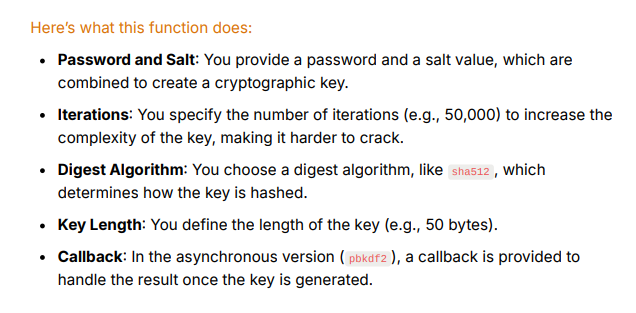 Here’s what this function does:
• Password and Salt: You provide a password and a salt value, which are
combined to create a cryptographic key.
• Iterations: You specify the number of iterations (e.g., 50,000) to increase the
complexity of the key, making it harder to crack.
• Digest Algorithm: You choose a digest algorithm, like sha512, which
determines how the key is hashed.
• Key Length: You define the length of the key (e.g., 50 bytes).
• Callback: In the asynchronous version (pbkdf2), a callback is provided to
handle the result once the key is generated.